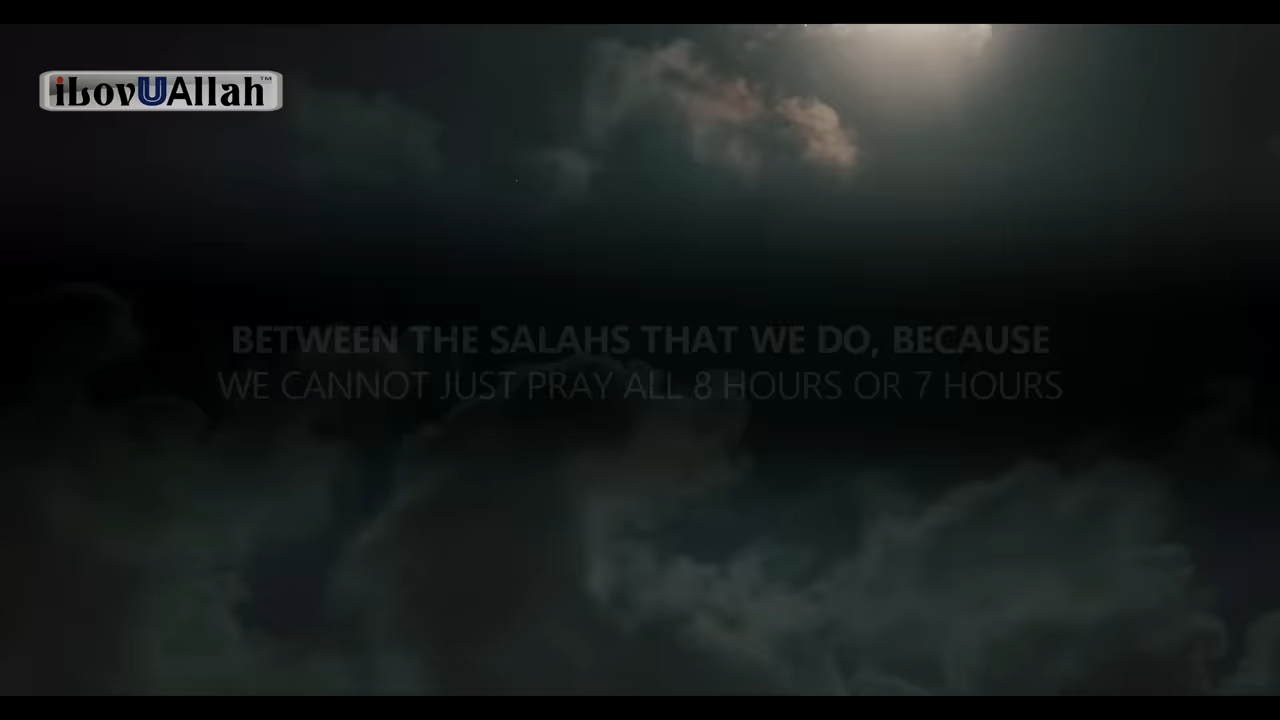 iLovUAllah™
BETWEEN THE SALAHS THAT WE DO, BECAUSE
WE CANNOT JUST PRAY ALL 8 HOURS OR 7 HOURS